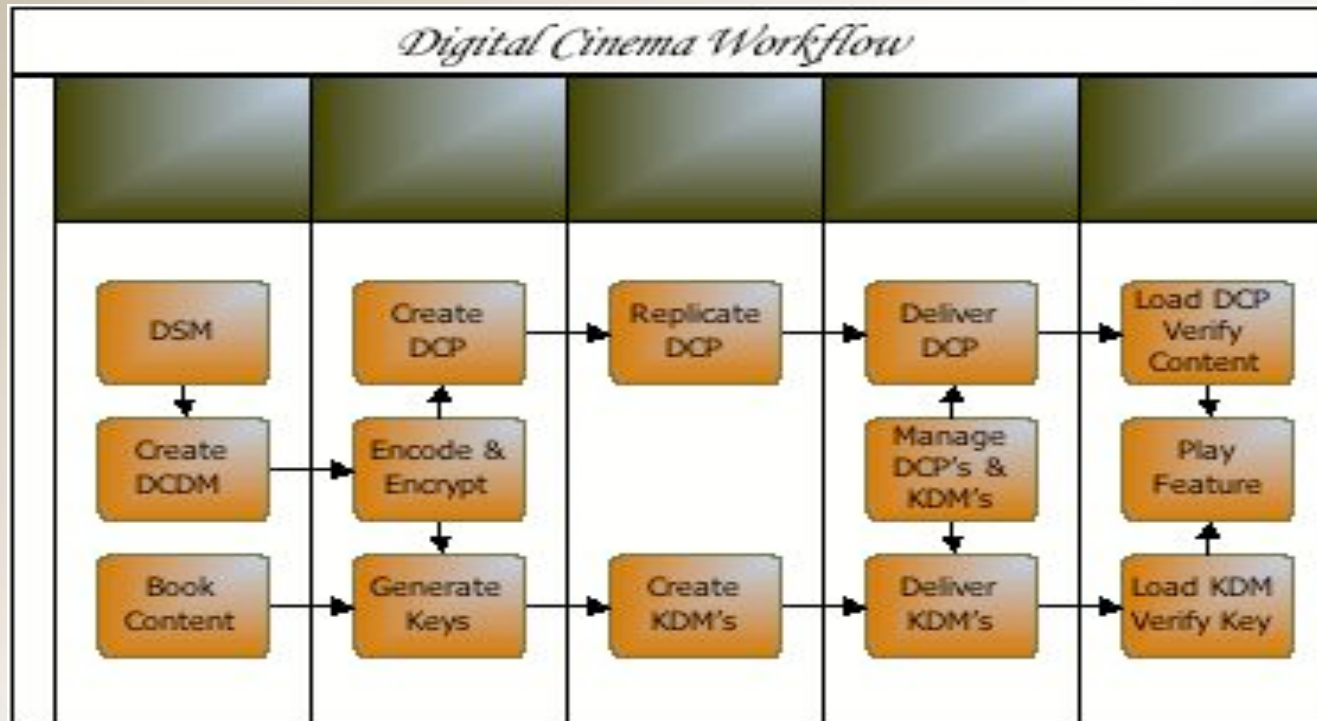 Digital Cinema Workflow
DSM
Create
DCP
Replicate
DCP
Deliver
DCP
Load DCP
Verify
Content
Create
DCDM
Encode &
Encrypt
Manage
DCP's &
KDM's
Play
Feature
Book
Content
Generate
Keys
Create
KDM's
Deliver
KDM's
Load KDM
Verify Key